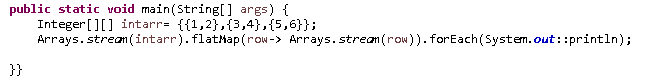 public static void main(String[] args) {
Integer[][] intarr= {{1,2},{3,4},{5,6}};
Arrays.stream(intarr).flatMap(row-> Arrays.stream(row)).forEach(System.out::println);
}}